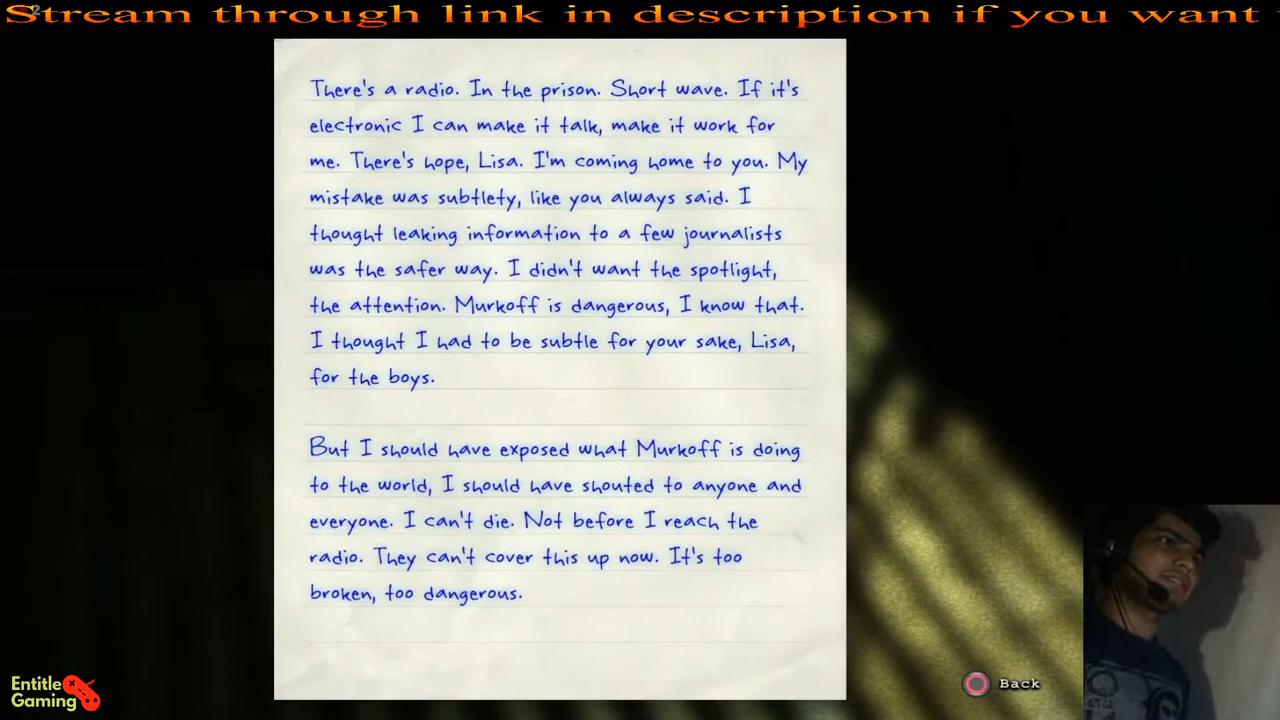 Stream through link in description if you want
There's a radio. In the prison. Short wave. If it's
electronic I can make it talk, make it work for
me. There's hope, Lisa. I'm coming home to you. My
mistake was subtlety, like you always said. I
thought leaking information to a few journalists
was the safer way. I didn't want the spotlight,
the attention. Murkoff is dangerous, I know that.
I thought I had to be subtle for your sake, Lisa,
for the boys.
But I should have exposed what Murkoff is doing
to the world, I should have shouted to anyone and
everyone. I can't die. Not before I reach the
radio. They can't cover this up now. It's too
broken, too dangerous.
Back
Entitle
Gaming